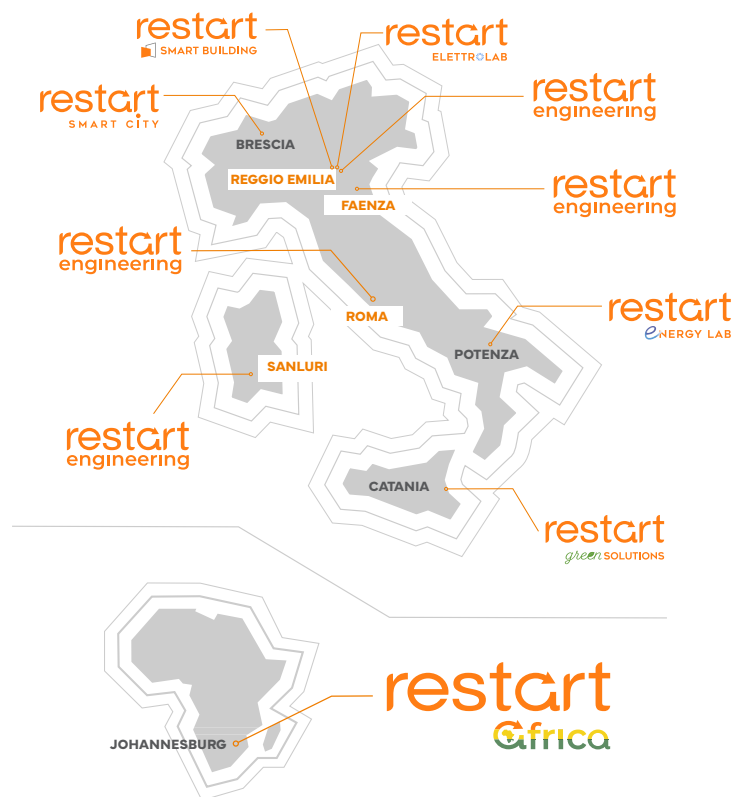 restart
SMART BUILDING
restart
ELETTROLAB
restart
SMART CITY
restart
engineering
BRESCIA
REGGIO EMILIA
restart
engineering
FAENZA
restart
engineering
ROMA
restart
eNERGY LAB
POTENZA
SANLURI
restart
engineering
CATANIA
restart
green SOLUTIONS
restart
africa
JOHANNESBURG